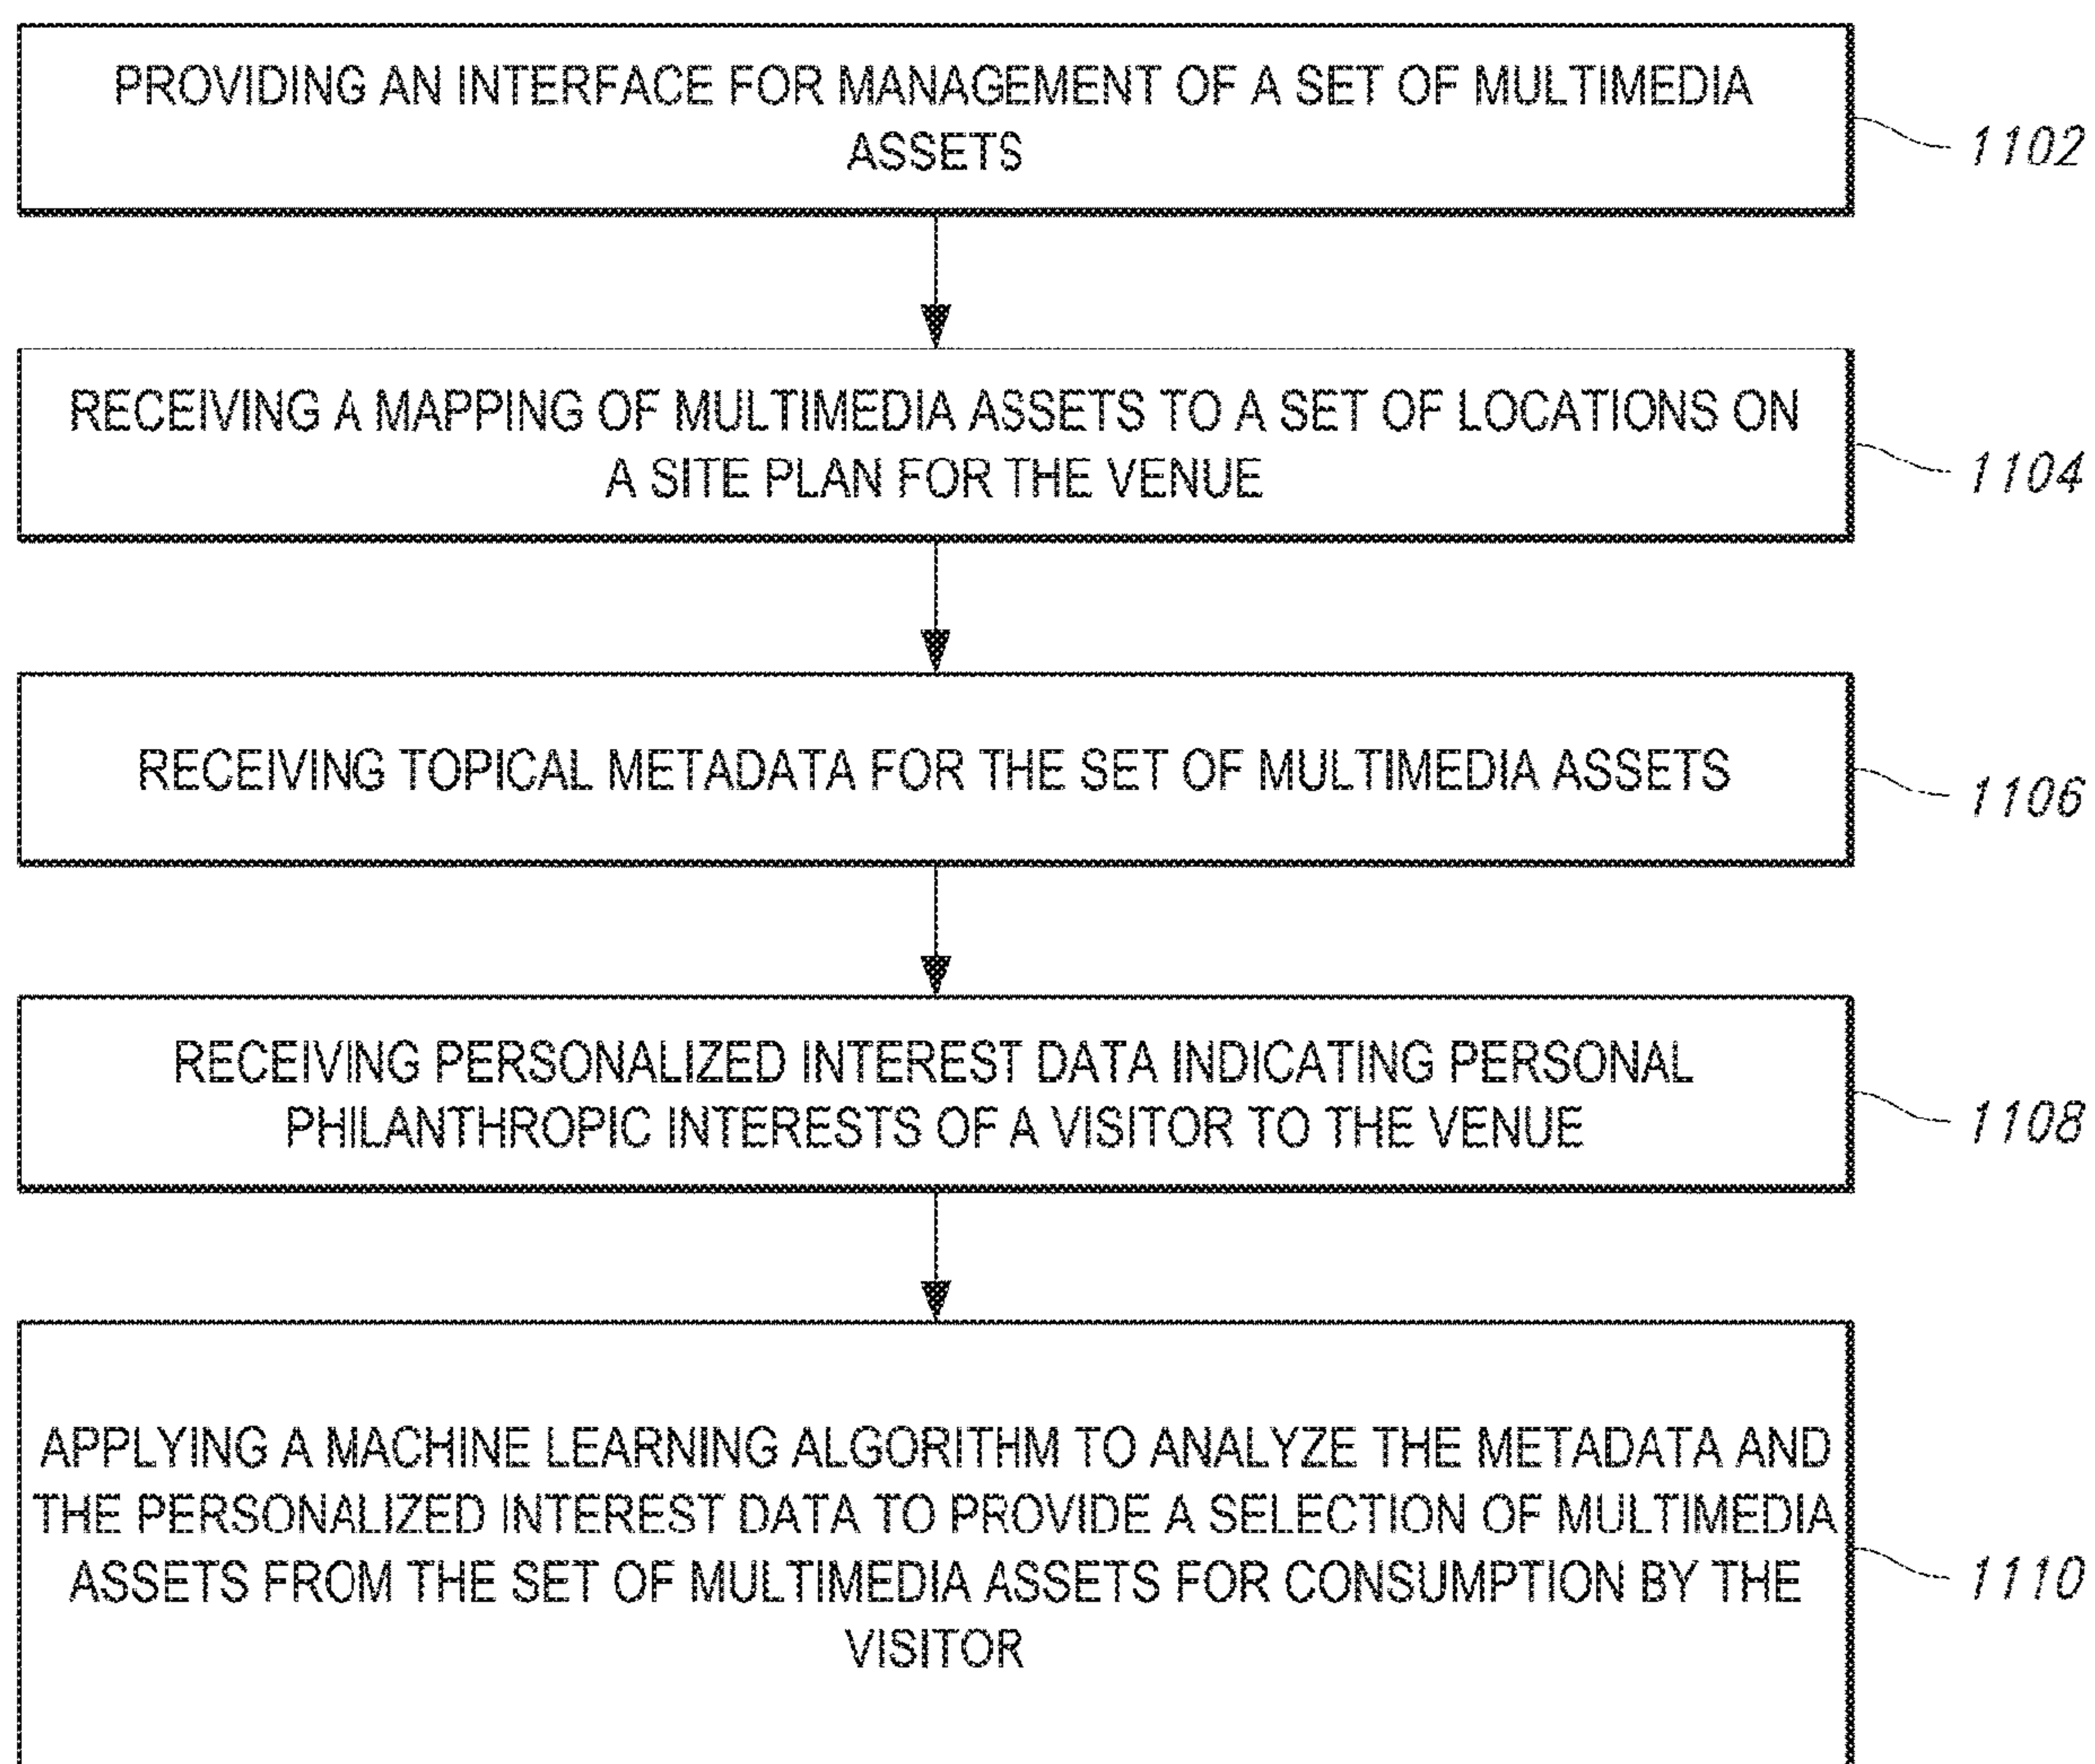 PROVIDING AN INTERFACE FOR MANAGEMENT OF A SET OF MULTIMEDIA
ASSETS
1102
RECEIVING A MAPPING OF MULTIMEDIA ASSETS TO A SET OF LOCATIONS ON
A SITE PLAN FOR THE VENUE
1104
RECEIVING TOPICAL METADATA FOR THE SET OF MULTIMEDIA ASSETS
1106
RECEIVING PERSONALIZED INTEREST DATA INDICATING PERSONAL
PHILANTHROPIC INTERESTS OF A VISITOR TO THE VENUE
1108
APPLYING A MACHINE LEARNING ALGORITHM TO ANALYZE THE METADATA AND
THE PERSONALIZED INTEREST DATA TO PROVIDE A SELECTION OF MULTIMEDIA
ASSETS FROM THE SET OF MULTIMEDIA ASSETS FOR CONSUMPTION BY THE
VISITOR
1110